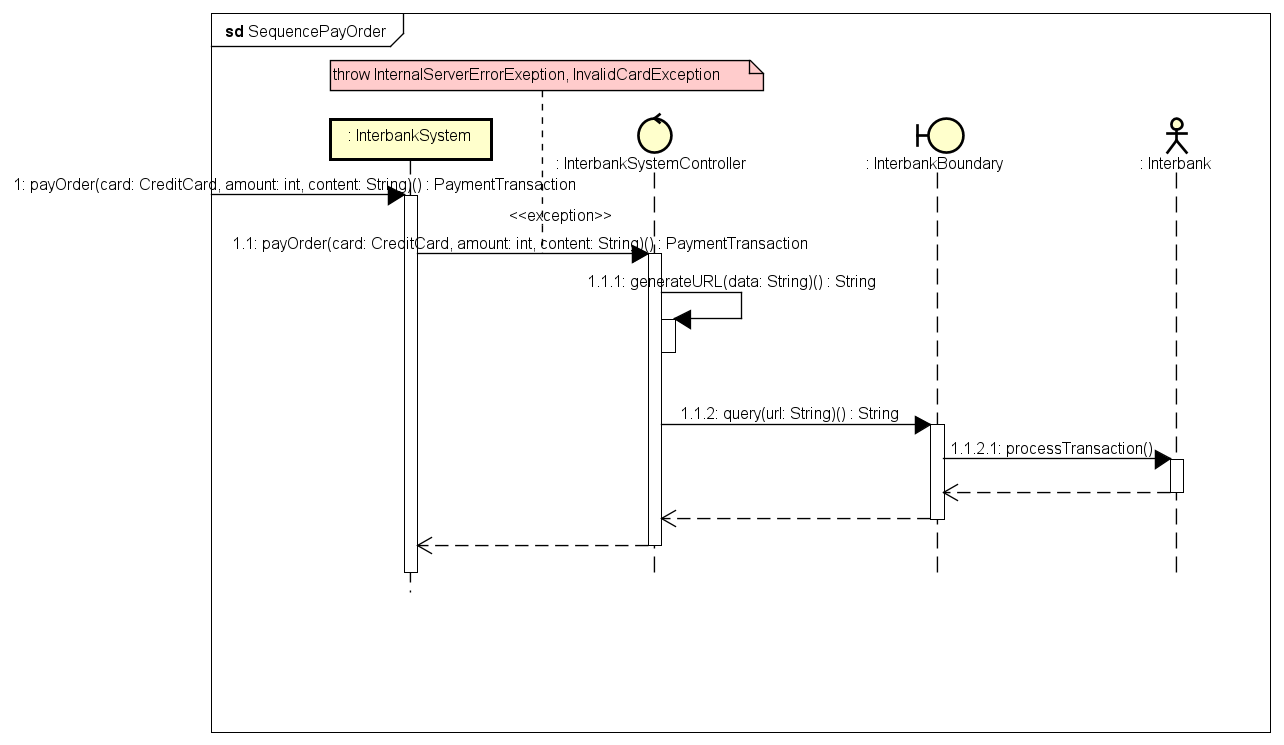 sd SequencePayOrder
throw InternalServerErrorExeption, InvalidCardException
: InterbankSystem
: InterbankSystemController
: InterbankBoundary
: Interbank
1: payOrder(card: CreditCard, amount: int, content: String)() : PaymentTransaction
<<exception>>
1.1: payOrder(card: CreditCard, amount: int, content: String)() : PaymentTransaction
1.1.1: generateURL(data: String)() : String
1.1.2: query(url: String)() : String
1.1.2.1: processTransaction()